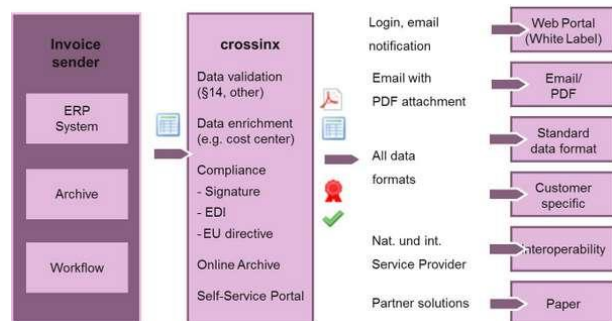 Invoice
sender
ERP
System
Archive
Workflow
crossinx
Data validation
(§14, other)
Data enrichment
(e.g. cost center)
Compliance
- Signature
- EDI
-EU directive
Online Archive
Self-Service Portal
Login, email
notification
Email with
PDF attachment
All data
formats
Nat. und int.
Service Provider
Partner solutions
Web Portal
(White Label)
Email/
PDF
Standard
data format
Customer
specific
Interoperability
Paper